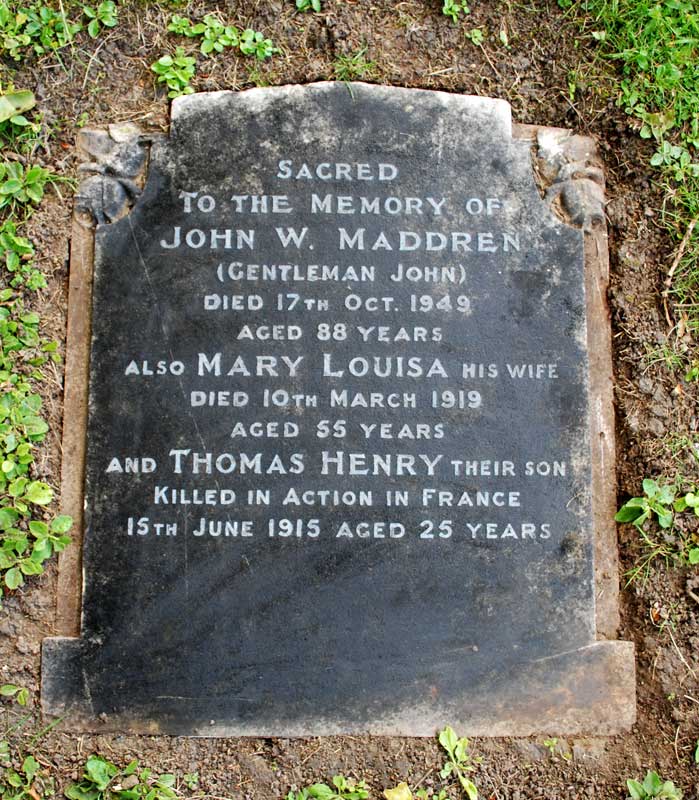 SACRED
TO THE MEMORY OF
JOHN W. MADDREN
(GENTLEMAN JOHN)
DIED 17TH OCT. 1949
AGED 88 YEARS
ALSO MARY LOUISA HIS WIFE
DIED 10TH MARCH 1919
AGED 55 YEARS
AND THOMAS HENRY THEIR SON
KILLED IN ACTION IN FRANCE
15TH JUNE 1915 AGED 25 YEARS